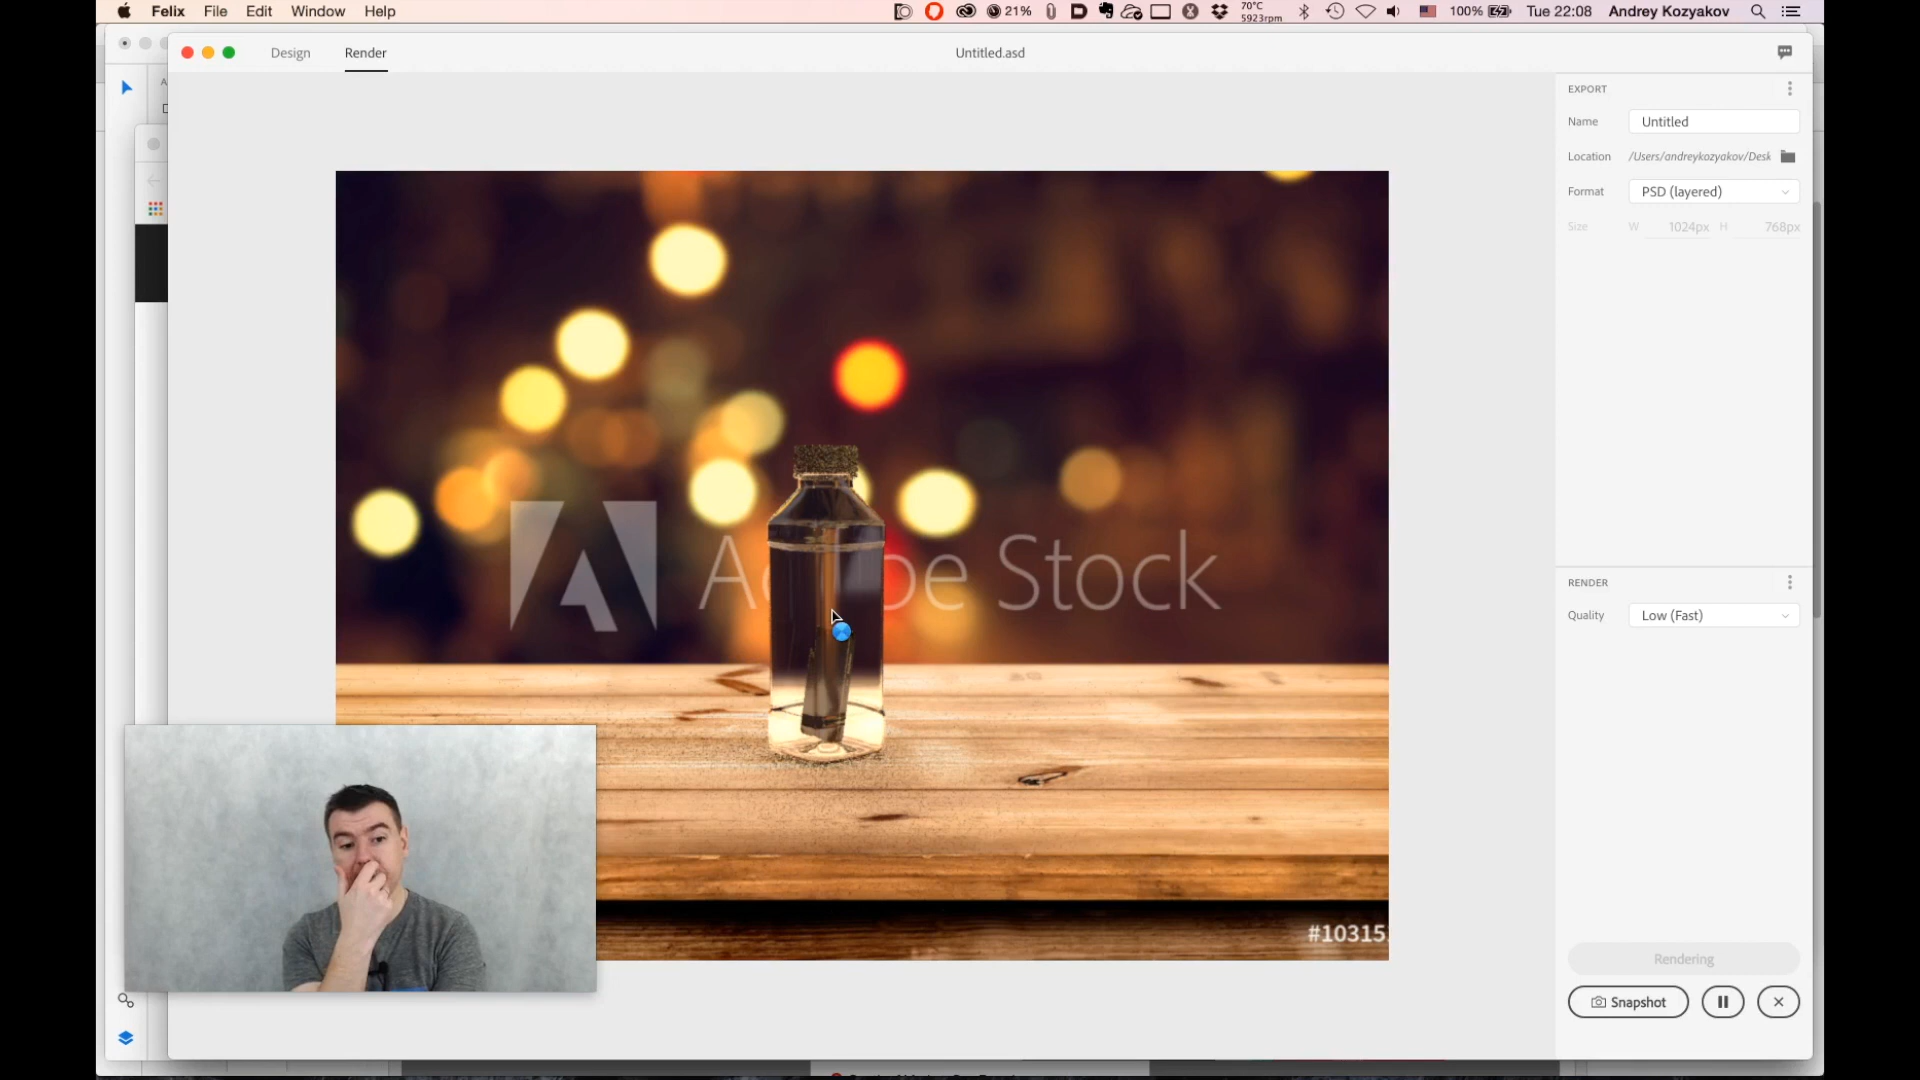 Felix File Edit Window Help
21% 70°C 5923rpm 100% Tue 22:08 Andrey Kozyakov
Design Render Untitled.asd
EXPORT
Name Untitled
Location /Users/andreykozyakov/Desk
Format PSD (layered)
Size W 1024px H 768px
Adobe Stock
RENDER
Quality Low (Fast)
#10315
Rendering
Snapshot